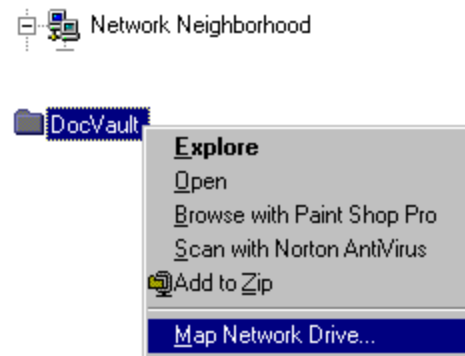 Network Neighborhood
DocVault
Explore
Open
Browse with Paint Shop Pro
Scan with Norton AntiVirus
Add to Zip
Map Network Drive...